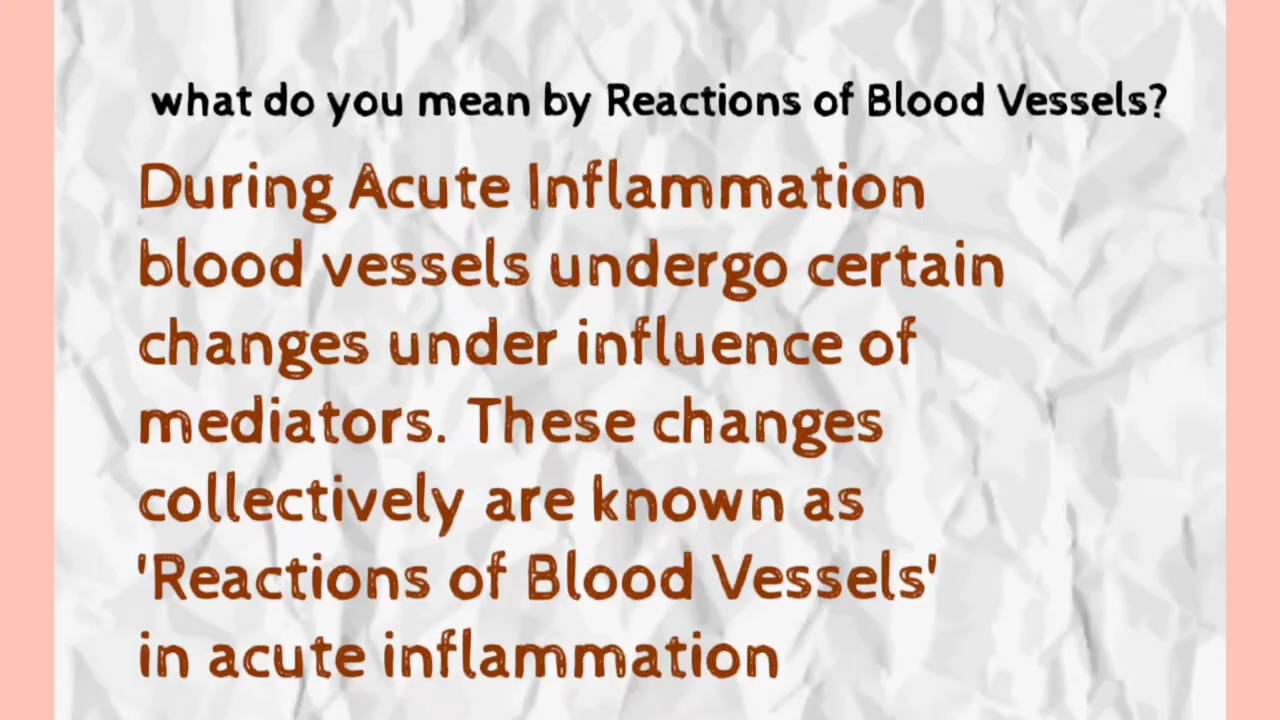 what do you mean by Reactions of Blood Vessels?
During Acute Inflammation
blood vessels undergo certain
changes under influence of
mediators. These changes
collectively are known as
'Reactions of Blood Vessels'
in acute inflammation